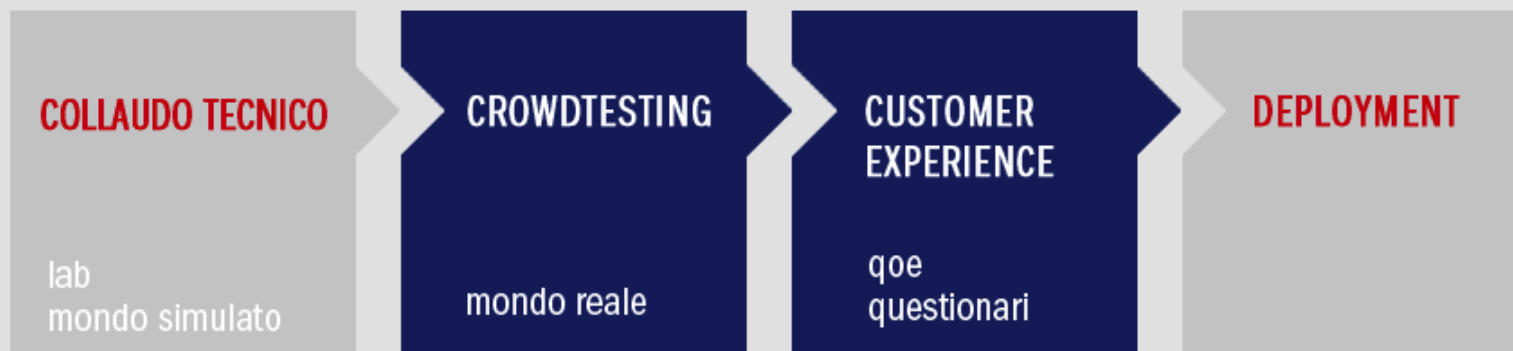 COLLAUDO TECNICO
lab
mondo simulato
CROWDTESTING
mondo reale
CUSTOMER
EXPERIENCE
qoe
questionari
DEPLOYMENT